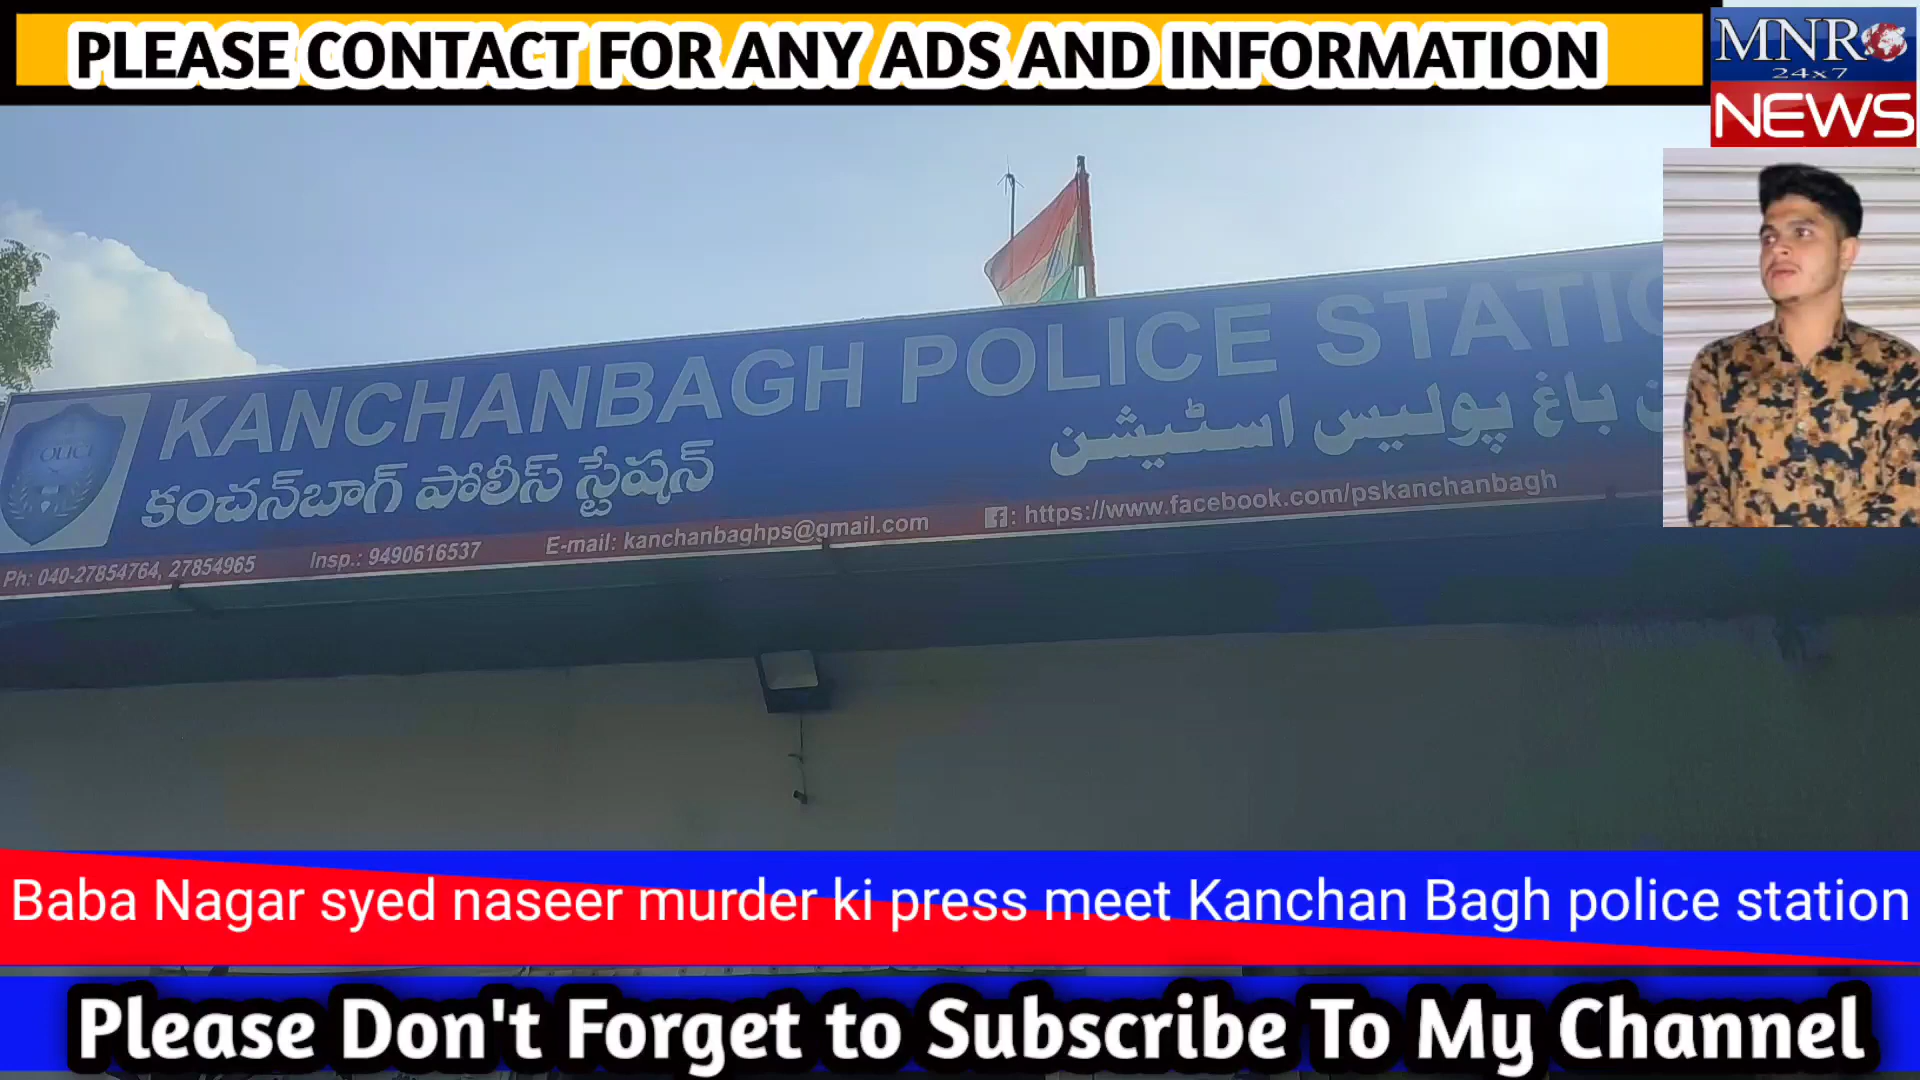 PLEASE CONTACT FOR ANY ADS AND INFORMATION
MNR
24x7
NEWS
KANCHANBAGH POLICE STATIO
కంచన్‌బాగ్ పోలీస్ స్టేషన్
ن باغ پولیس اسٹیشن
Ph: 040-27854764, 27854965 Insp.: 9490616537 E-mail: kanchanbaghps@gmail.com : https://www.facebook.com/pskanchanbagh
Baba Nagar syed naseer murder ki press meet Kanchan Bagh police station
Please Don't Forget to Subscribe To My Channel